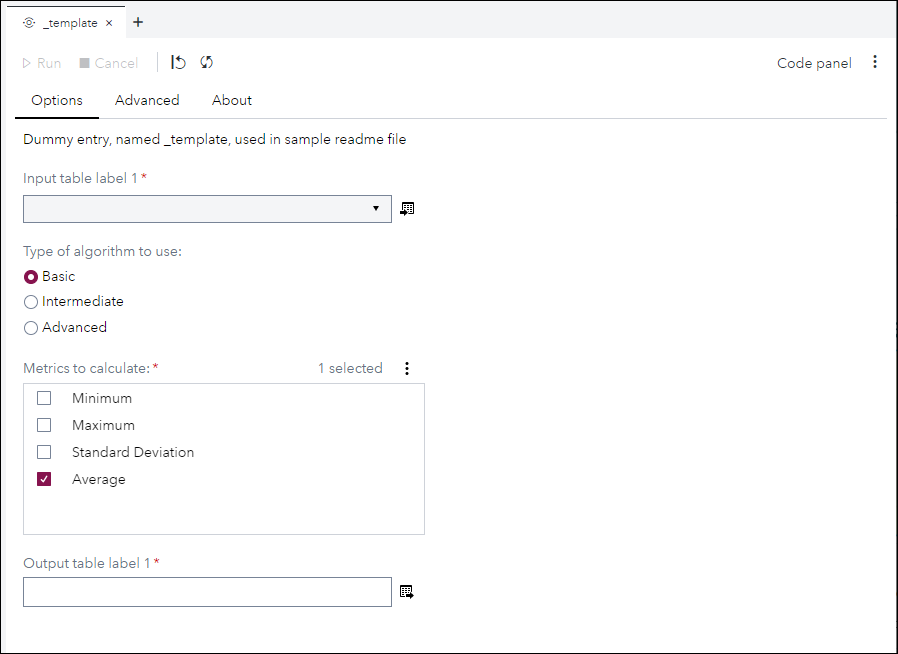 _template × +
Run Cancel Code panel
Options Advanced About
Dummy entry, named _template, used in sample readme file
Input table label 1 *
Type of algorithm to use:
Basic
Intermediate
Advanced
Metrics to calculate: * 1 selected
Minimum
Maximum
Standard Deviation
Average
Output table label 1 *